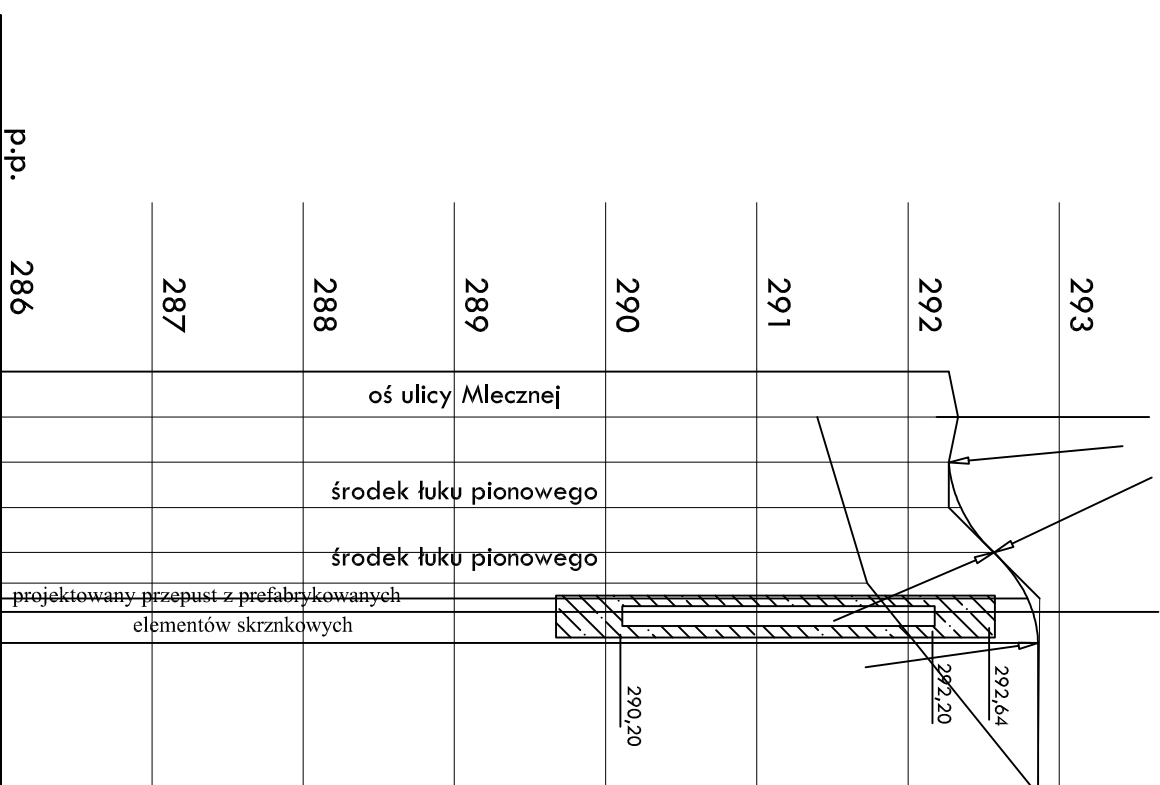 p.p.
286
287
288
289
290
291
292
293
oś ulicy Mlecznej
środek łuku pionowego
środek łuku pionowego
projektowany przepust z prefabrykowanych
elementów skrznkowych
290,20
292,20
292,64